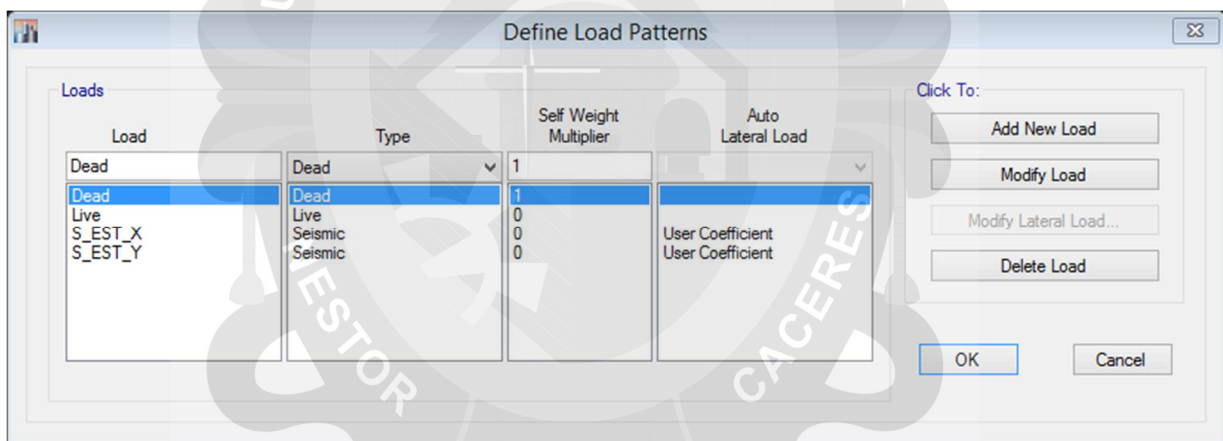 Define Load Patterns
Loads
Click To:
Load Type Self Weight Multiplier Auto Lateral Load
Dead Dead 1
Dead Dead 1
Live Live 0
S_EST_X Seismic 0 User Coefficient
S_EST_Y Seismic 0 User Coefficient
Add New Load
Modify Load
Modify Lateral Load...
Delete Load
OK Cancel
NESTOR CACERES